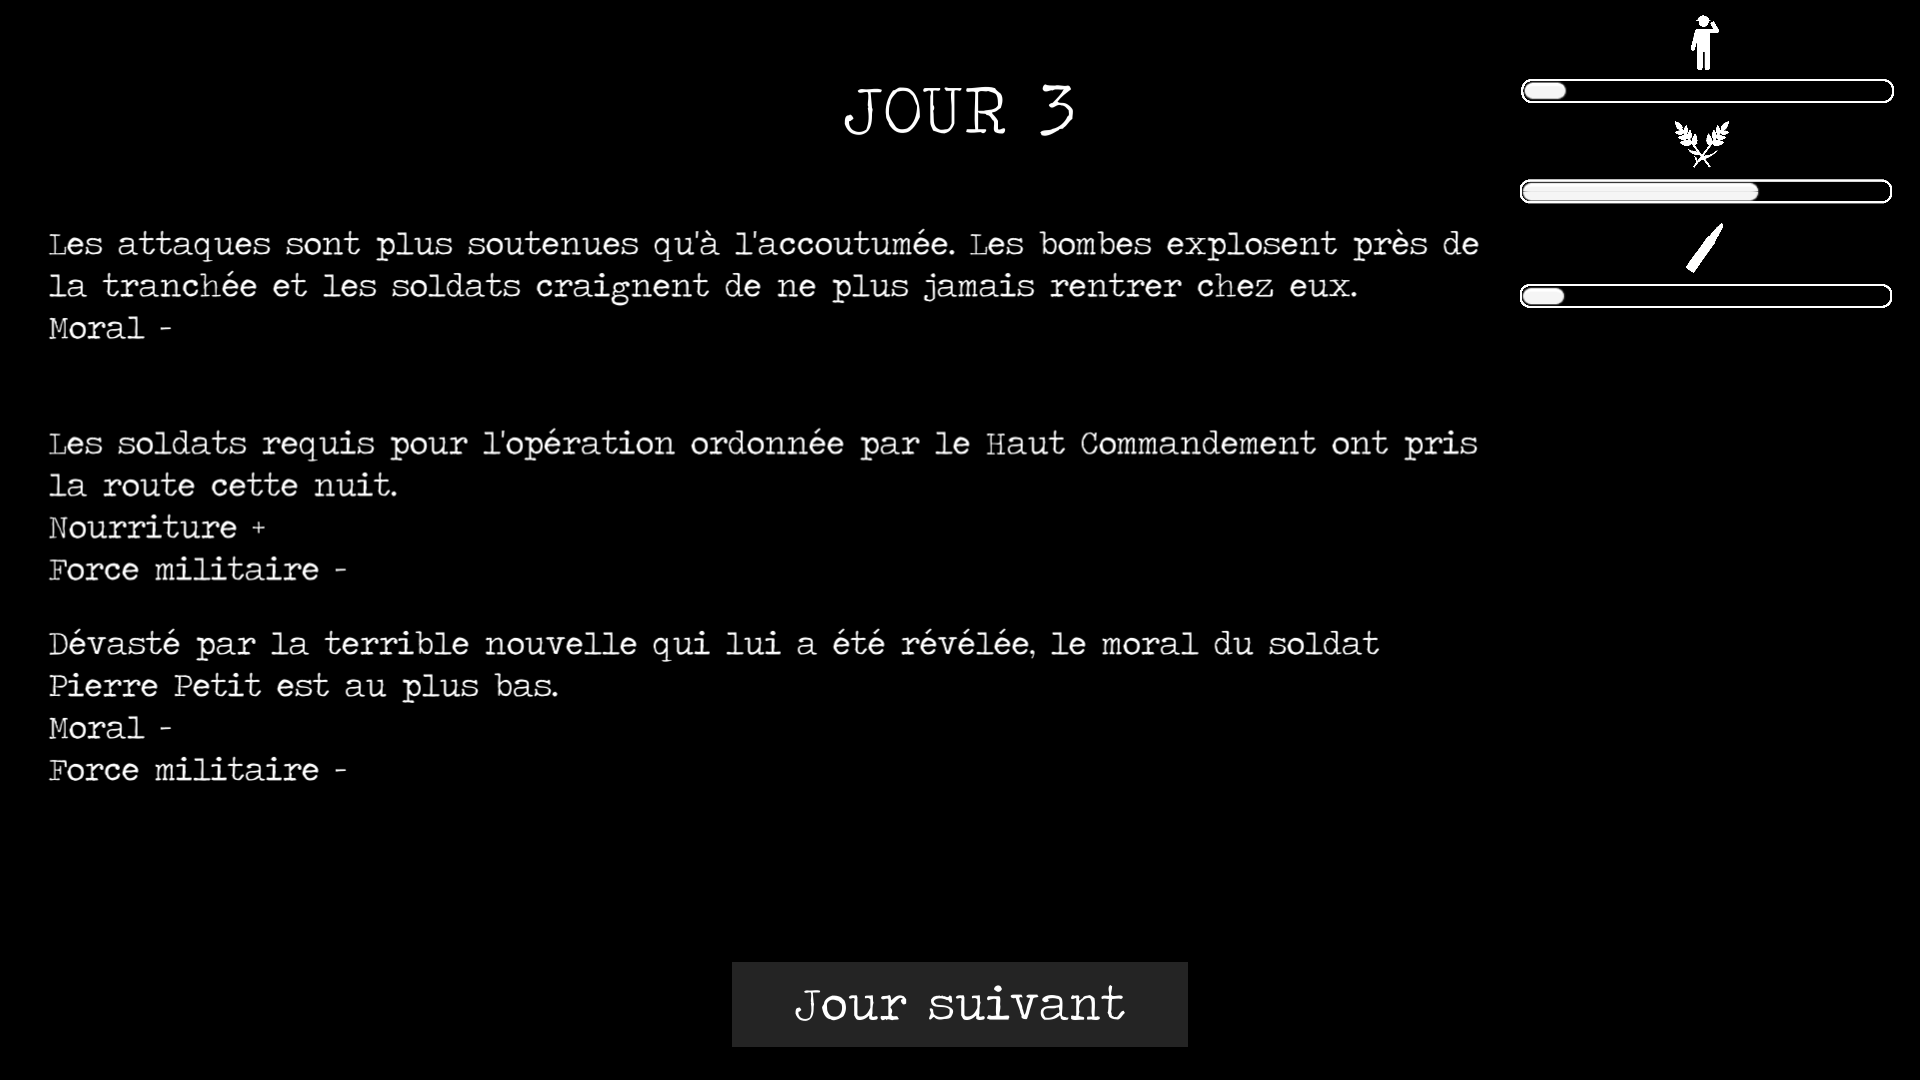 JOUR 3
Les attaques sont plus soutenues qu'à l'accoutumée. Les bombes explosent près de
la tranchée et les soldats craignent de ne plus jamais rentrer chez eux.
Moral -
Les soldats requis pour l'opération ordonnée par le Haut Commandement ont pris
la route cette nuit.
Nourriture +
Force militaire -
Dévasté par la terrible nouvelle qui lui a été révélée, le moral du soldat
Pierre Petit est au plus bas.
Moral -
Force militaire -
Jour suivant